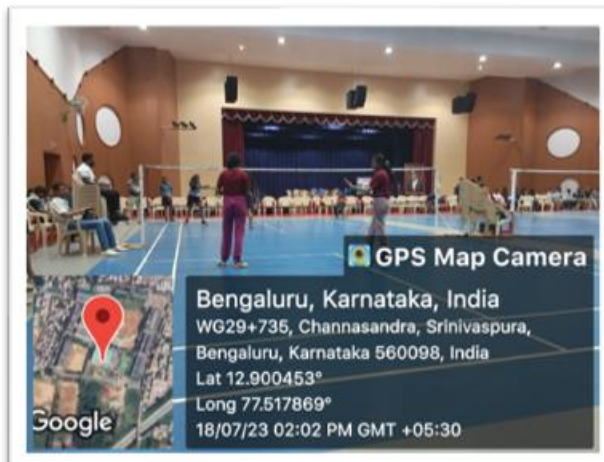 GPS Map Camera
Bengaluru, Karnataka, India
WG29+735, Channasandra, Srinivaspura,
Bengaluru, Karnataka 560098, India
Lat 12.900453°
Long 77.517869°
18/07/23 02:02 PM GMT +05:30
Google